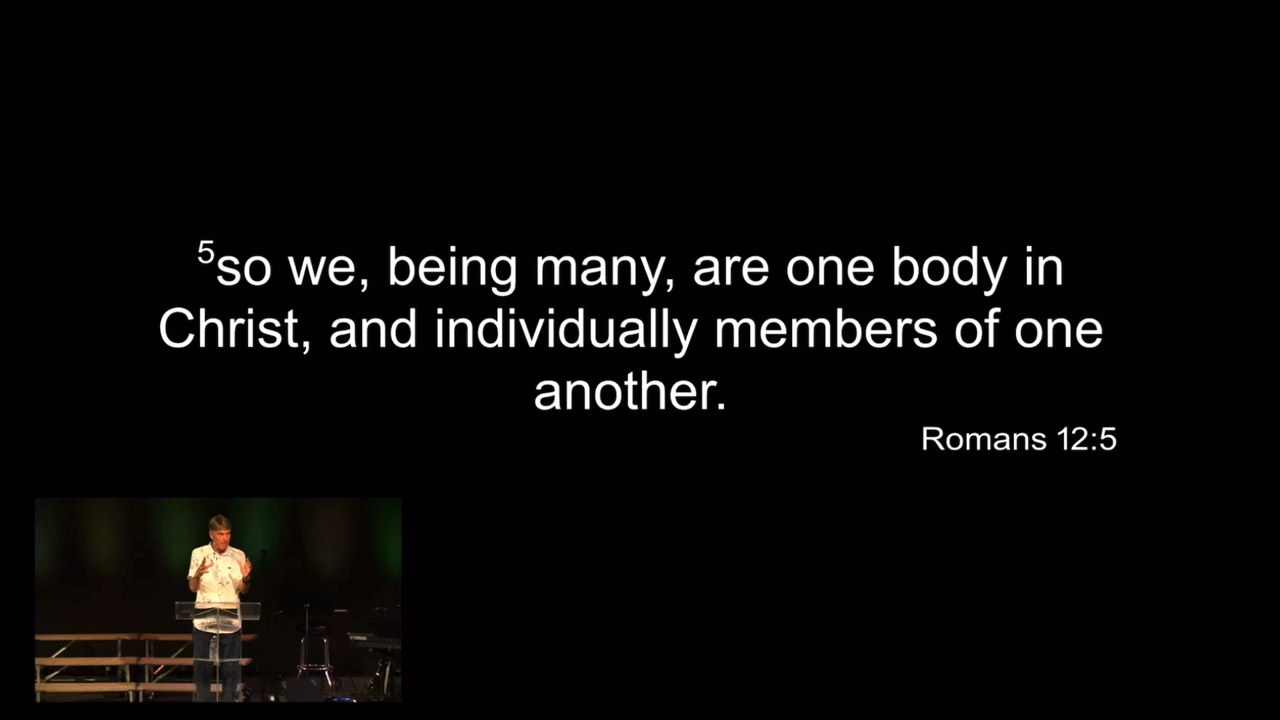 ⁵so we, being many, are one body in
Christ, and individually members of one
another.
Romans 12:5